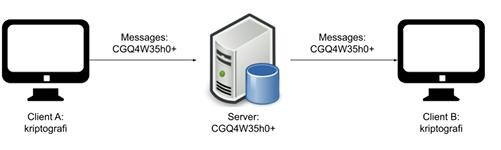 Messages:
CGQ4W35h0+
Messages:
CGQ4W35h0+
Client A:
kriptografi
Server:
CGQ4W35h0+
Client B:
kriptografi